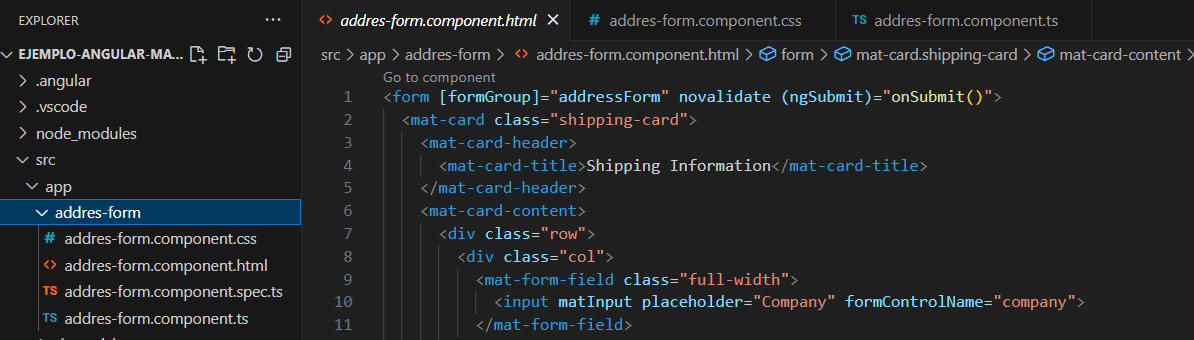 EXPLORER
EJEMPLO-ANGULAR-MA...
.angular
.vscode
node_modules
src
app
addres-form
addres-form.component.css
addres-form.component.html
addres-form.component.spec.ts
addres-form.component.ts
addres-form.component.html addres-form.component.css addres-form.component.ts
src > app > addres-form > addres-form.component.html > form > mat-card.shipping-card > mat-card-content >
Go to component
1 <form [formGroup]="addressForm" novalidate (ngSubmit)="onSubmit()">
2 <mat-card class="shipping-card">
3 <mat-card-header>
4 <mat-card-title>Shipping Information</mat-card-title>
5 </mat-card-header>
6 <mat-card-content>
7 <div class="row">
8 <div class="col">
9 <mat-form-field class="full-width">
10 <input matInput placeholder="Company" formControlName="company">
11 </mat-form-field>